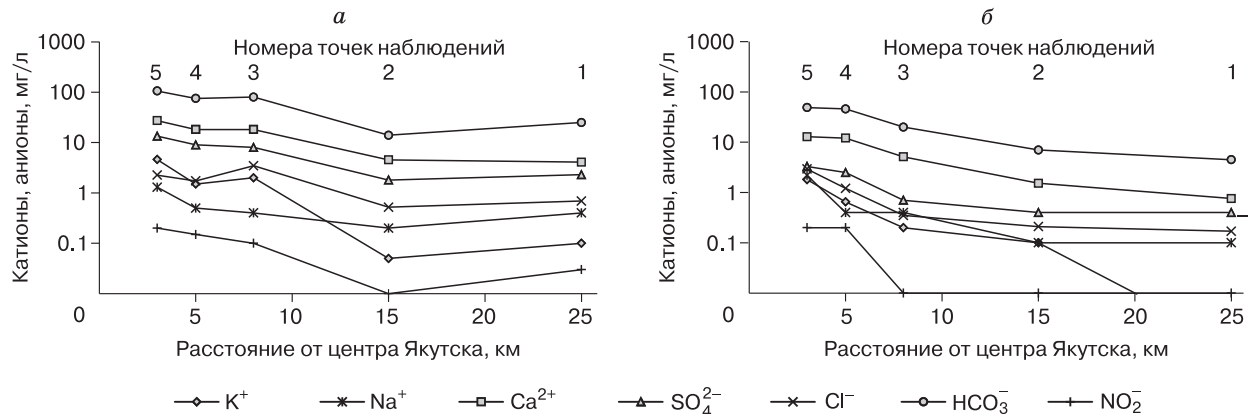 а
Номера точек наблюдений
Катионы, анионы, мг/л
1000
100
10
1
0.1
0
5 4 3 2 1
5 10 15 20 25
Расстояние от центра Якутска, км
б
Номера точек наблюдений
Катионы, анионы, мг/л
1000
100
10
1
0.1
0
5 4 3 2 1
5 10 15 20 25
Расстояние от центра Якутска, км
K⁺ Na⁺ Ca²⁺ SO₄²⁻ Cl⁻ HCO₃⁻ NO₂⁻